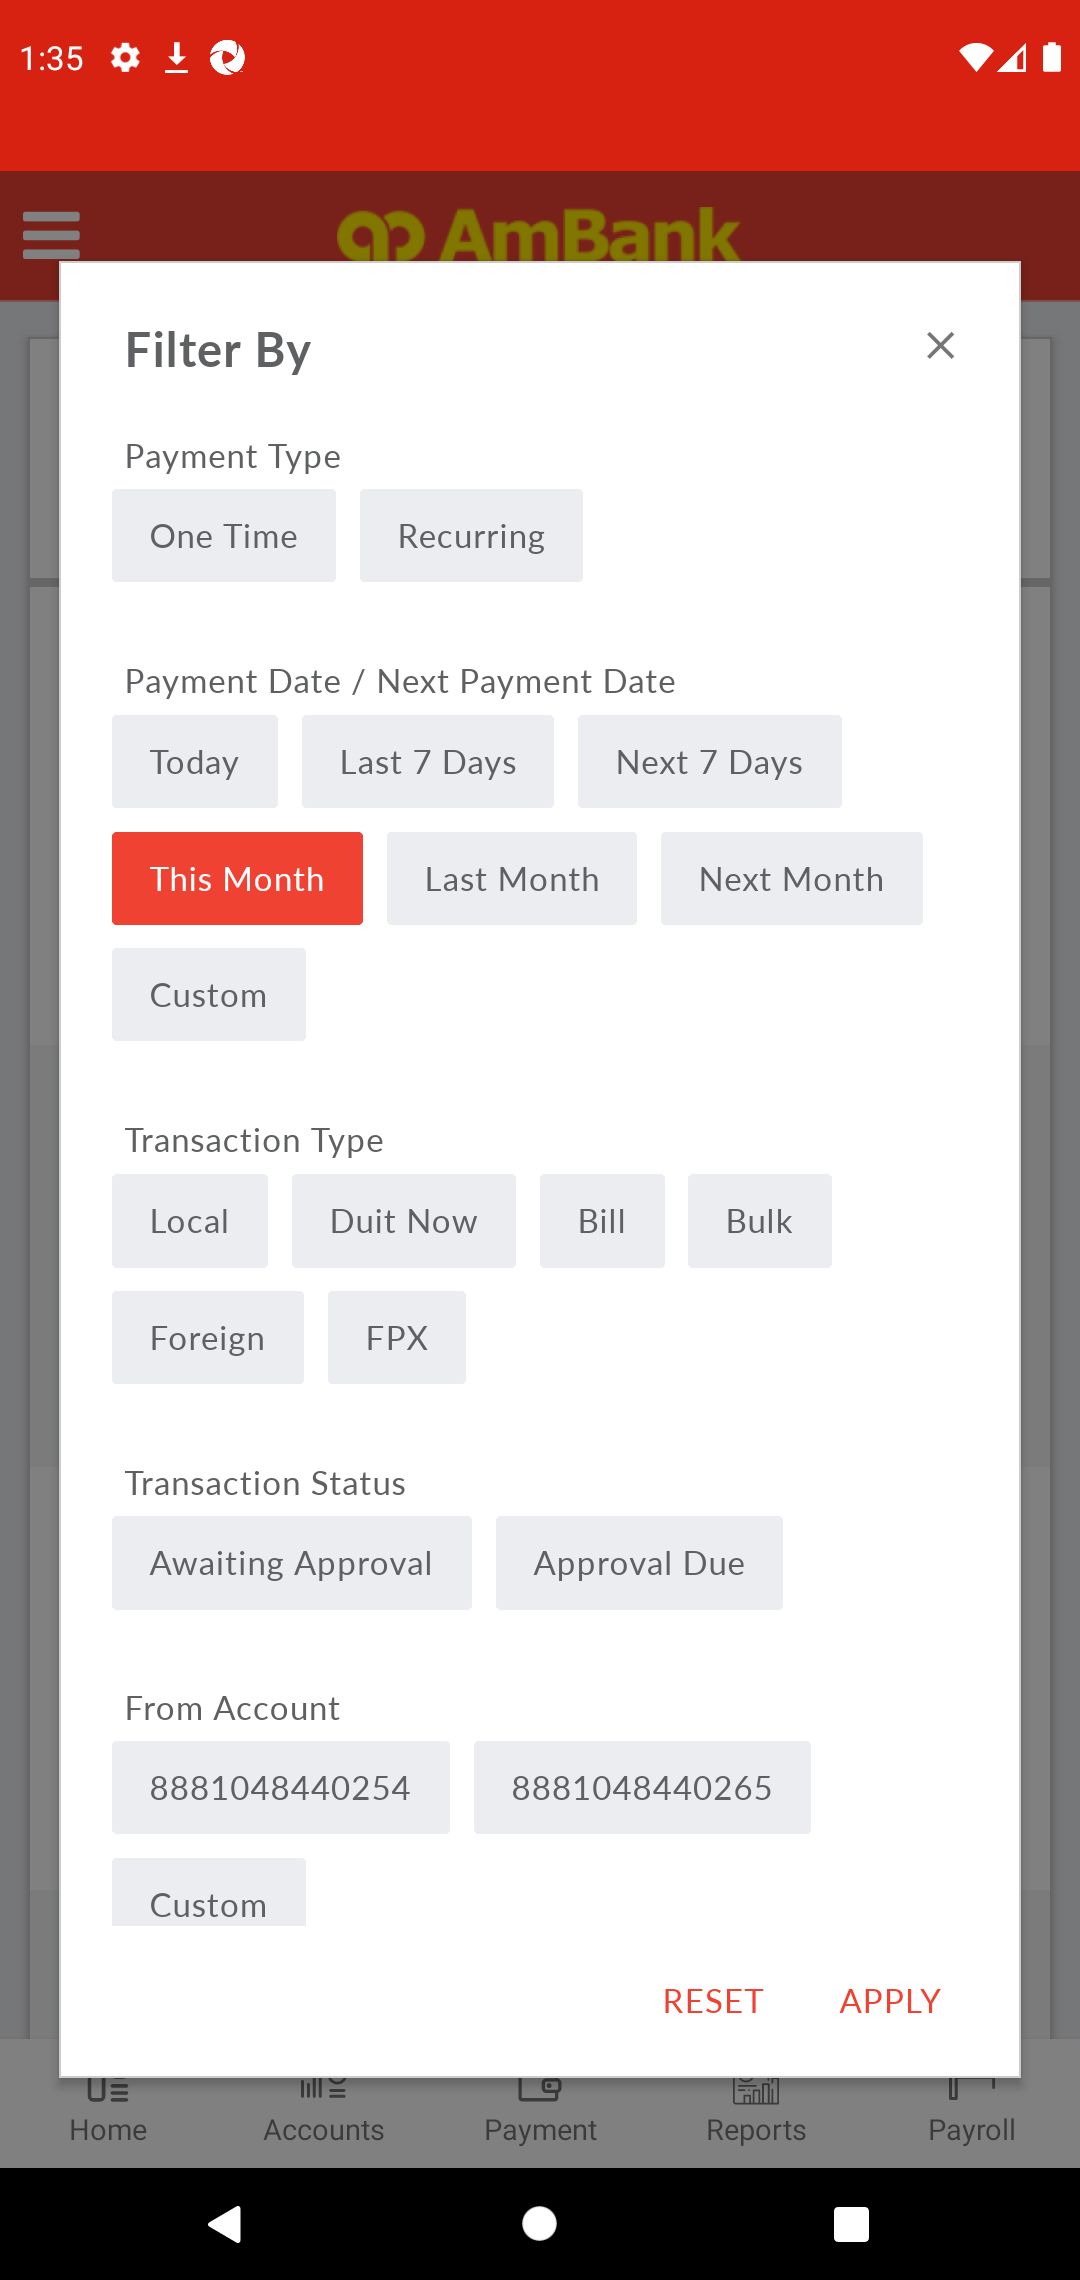 1:35
AmBank
Filter By
Payment Type
One Time Recurring
Payment Date / Next Payment Date
Today Last 7 Days Next 7 Days
This Month Last Month Next Month
Custom
Transaction Type
Local Duit Now Bill Bulk
Foreign FPX
Transaction Status
Awaiting Approval Approval Due
From Account
8881048440254 8881048440265
Custom
RESET APPLY
Home Accounts Payment Reports Payroll